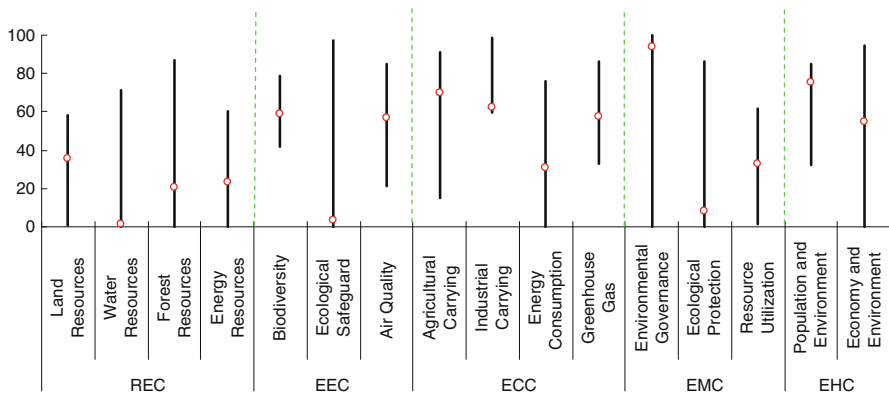 100
80
60
40
20
0
Land
Resources
Water
Resources
Forest
Resources
Energy
Resources
Biodiversity
Ecological
Safeguard
Air Quality
Agricultural
Carrying
Industrial
Carrying
Energy
Consumption
Greenhouse
Gas
Environmental
Governance
Ecological
Protection
Resource
Utilization
Population and
Environment
Economy and
Environment
REC
EEC
ECC
EMC
EHC